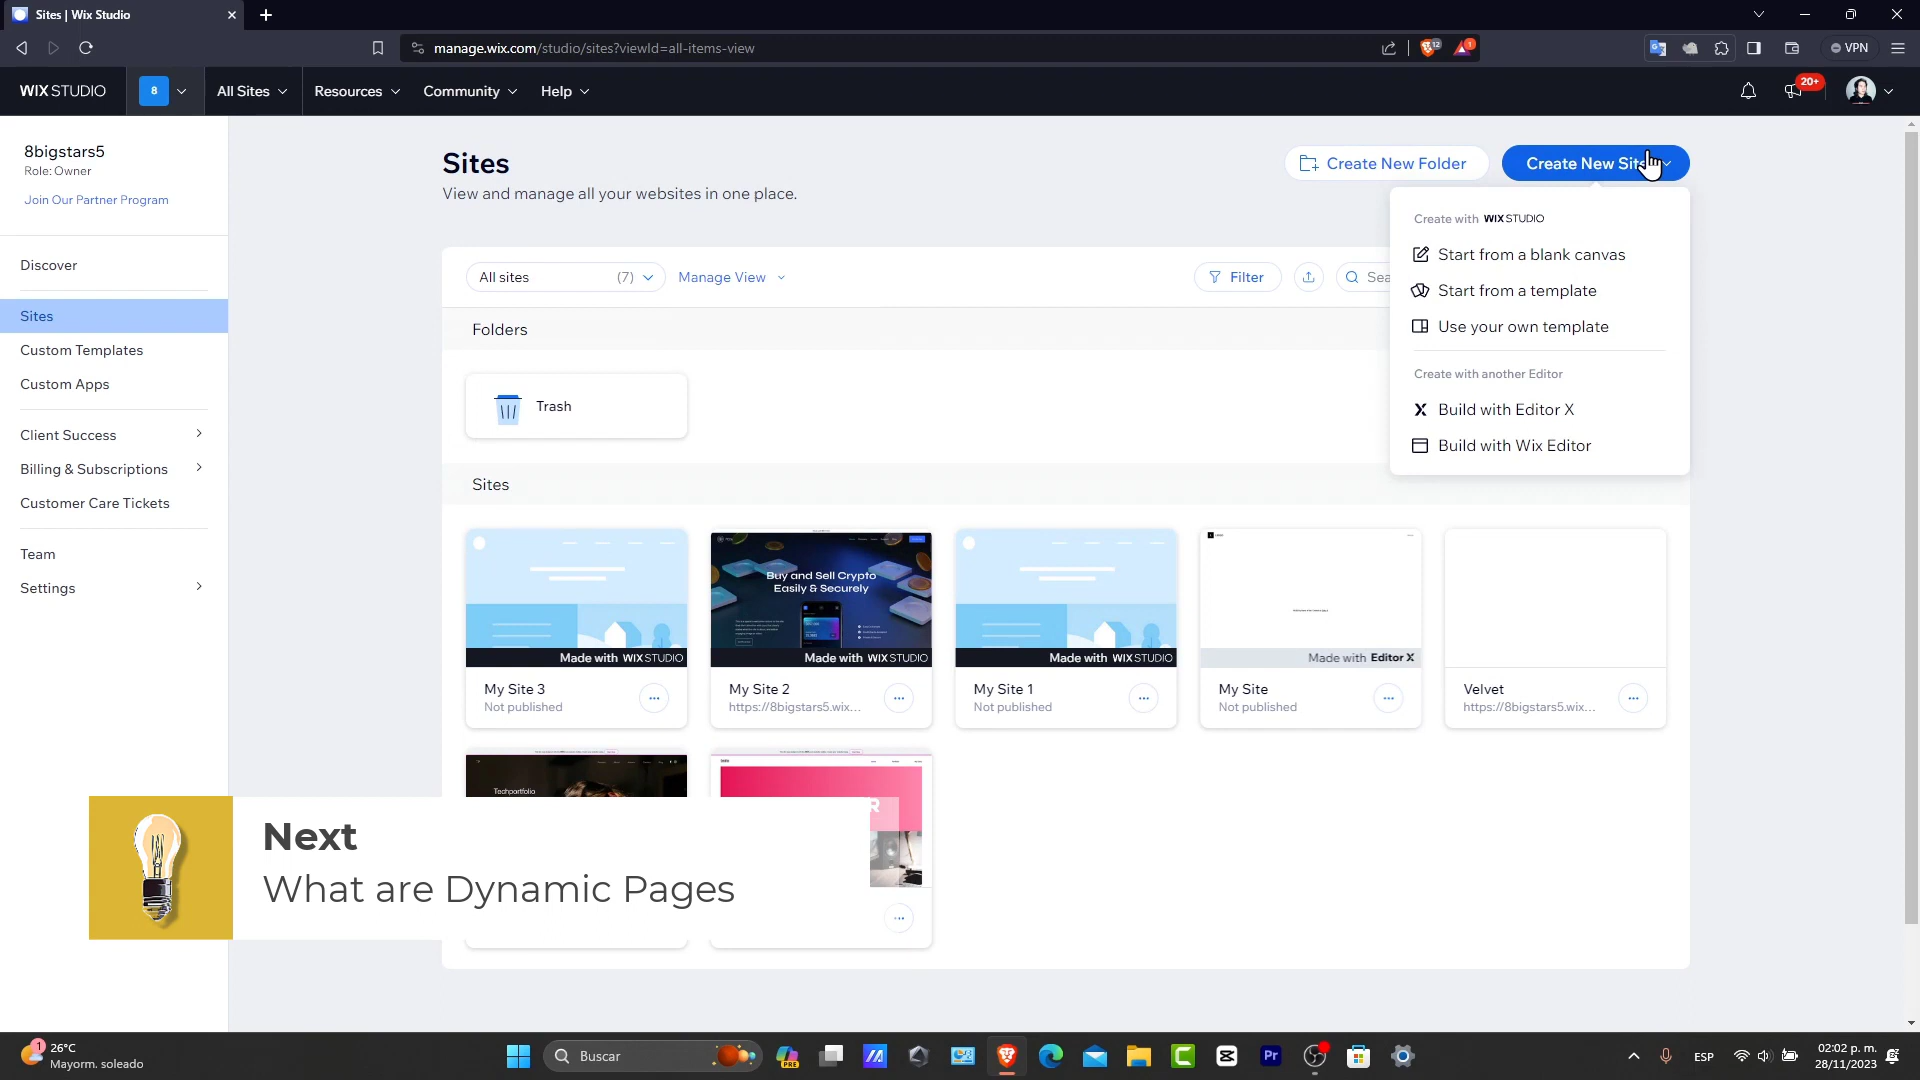 Sites | Wix Studio
manage.wix.com/studio/sites?viewId=all-items-view
12
1
VPN
WIX STUDIO
8
All Sites
Resources
Community
Help
20+
8bigstars5
Role: Owner
Join Our Partner Program
Discover
Sites
Custom Templates
Custom Apps
Client Success
Billing & Subscriptions
Customer Care Tickets
Team
Settings
Sites
View and manage all your websites in one place.
Create New Folder
Create New Site
Create with WIX STUDIO
Start from a blank canvas
Start from a template
Use your own template
Create with another Editor
Build with Editor X
Build with Wix Editor
All sites (7)
Manage View
Filter
Sea
Folders
Trash
Sites
Made with WIX STUDIO
My Site 3
Not published
Buy and Sell Crypto
Easily & Securely
Made with WIX STUDIO
My Site 2
https://8bigstars5.wix...
Made with WIX STUDIO
My Site 1
Not published
Made with Editor X
My Site
Not published
Velvet
https://8bigstars5.wix...
Techportfolio
R
Next
What are Dynamic Pages
1
26°C
Mayorm. soleado
Buscar
PRE
Pr
ESP
02:02 p. m.
28/11/2023